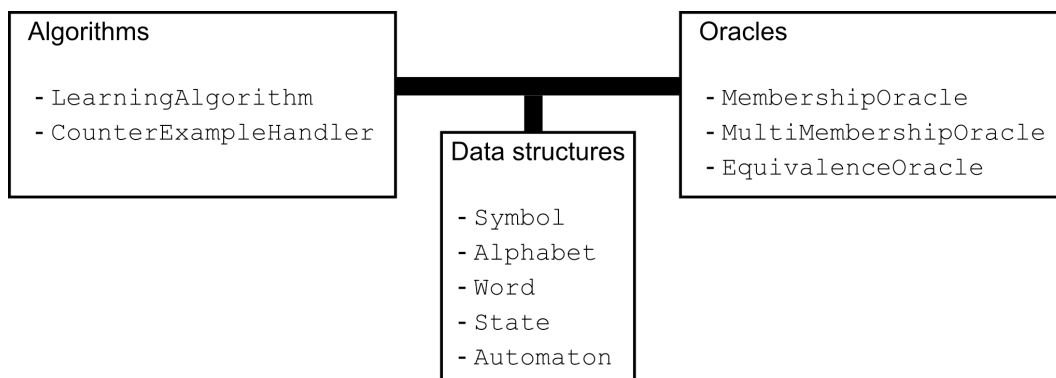 Algorithms
- LearningAlgorithm
- CounterExampleHandler
Oracles
- MembershipOracle
- MultiMembershipOracle
- EquivalenceOracle
Data structures
- Symbol
- Alphabet
- Word
- State
- Automaton